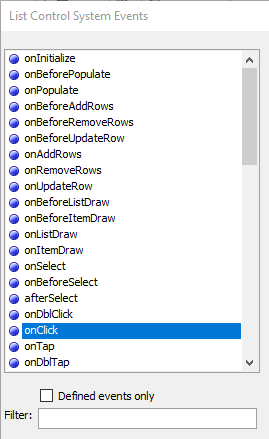 List Control System Events
onInitialize
onBeforePopulate
onPopulate
onBeforeAddRows
onBeforeRemoveRows
onBeforeUpdateRow
onAddRows
onRemoveRows
onUpdateRow
onBeforeListDraw
onBeforeItemDraw
onListDraw
onItemDraw
onSelect
onBeforeSelect
afterSelect
onDblClick
onClick
onTap
onDblTap
Defined events only
Filter: